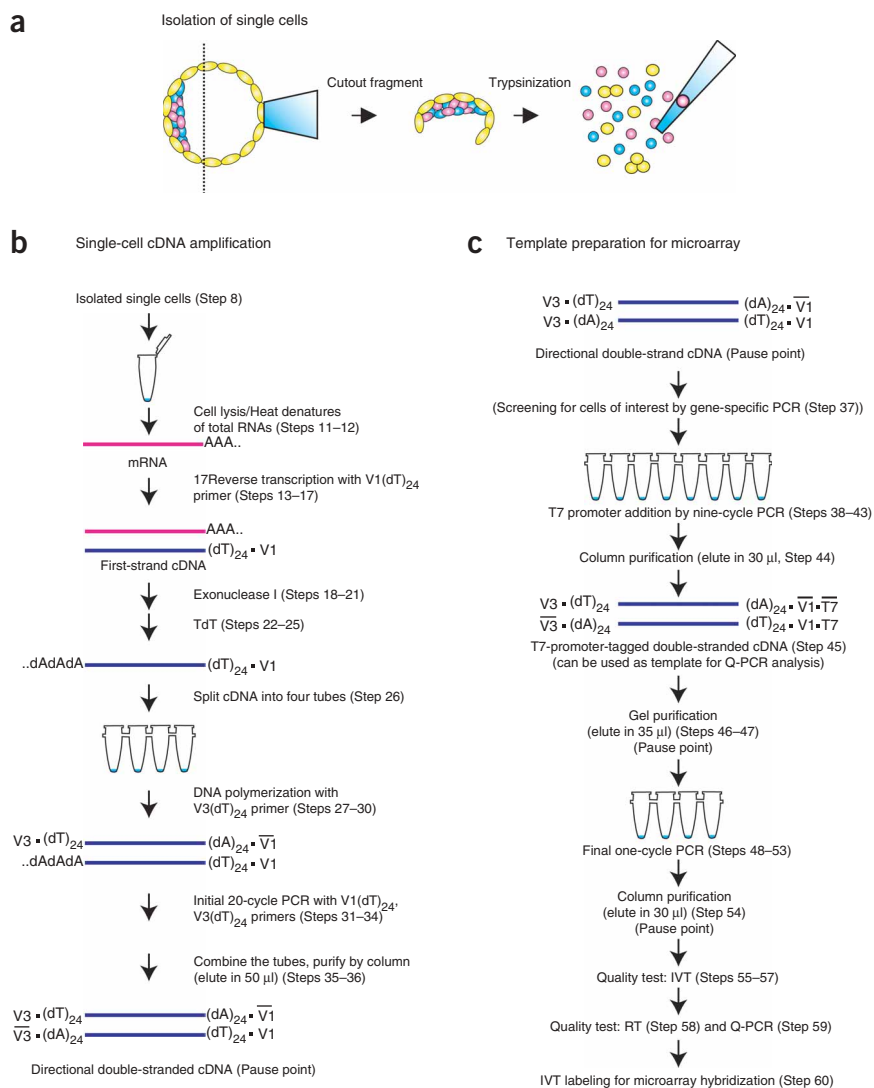 a
Isolation of single cells
Cutout fragment
Trypsinization
b
Single-cell cDNA amplification
Isolated single cells (Step 8)
Cell lysis/Heat denatures
of total RNAs (Steps 11–12)
AAA..
mRNA
17Reverse transcription with V1(dT)24
primer (Steps 13–17)
AAA..
(dT)24 ▪ V1
First-strand cDNA
Exonuclease I (Steps 18–21)
TdT (Steps 22–25)
..dAdAdA (dT)24 ▪ V1
Split cDNA into four tubes (Step 26)
DNA polymerization with
V3(dT)24 primer (Steps 27–30)
V3 ▪ (dT)24 (dA)24 ▪ V̅1̅
..dAdAdA (dT)24 ▪ V1
Initial 20-cycle PCR with V1(dT)24,
V3(dT)24 primers (Steps 31–34)
Combine the tubes, purify by column
(elute in 50 µl) (Steps 35–36)
V3 ▪ (dT)24 (dA)24 ▪ V̅1̅
V̅3̅ ▪ (dA)24 (dT)24 ▪ V1
Directional double-stranded cDNA (Pause point)
c
Template preparation for microarray
V3 ▪ (dT)24 (dA)24 ▪ V̅1̅
V3 ▪ (dA)24 (dT)24 ▪ V1
Directional double-strand cDNA (Pause point)
(Screening for cells of interest by gene-specific PCR (Step 37))
T7 promoter addition by nine-cycle PCR (Steps 38–43)
Column purification (elute in 30 µl, Step 44)
V3 ▪ (dT)24 (dA)24 ▪ V̅1̅ ▪ T̅7̅
V̅3̅ ▪ (dA)24 (dT)24 ▪ V1 ▪ T7
T7-promoter-tagged double-stranded cDNA (Step 45)
(can be used as template for Q-PCR analysis)
Gel purification
(elute in 35 µl) (Steps 46–47)
(Pause point)
Final one-cycle PCR (Steps 48–53)
Column purification
(elute in 30 µl) (Step 54)
(Pause point)
Quality test: IVT (Steps 55–57)
Quality test: RT (Step 58) and Q-PCR (Step 59)
IVT labeling for microarray hybridization (Step 60)